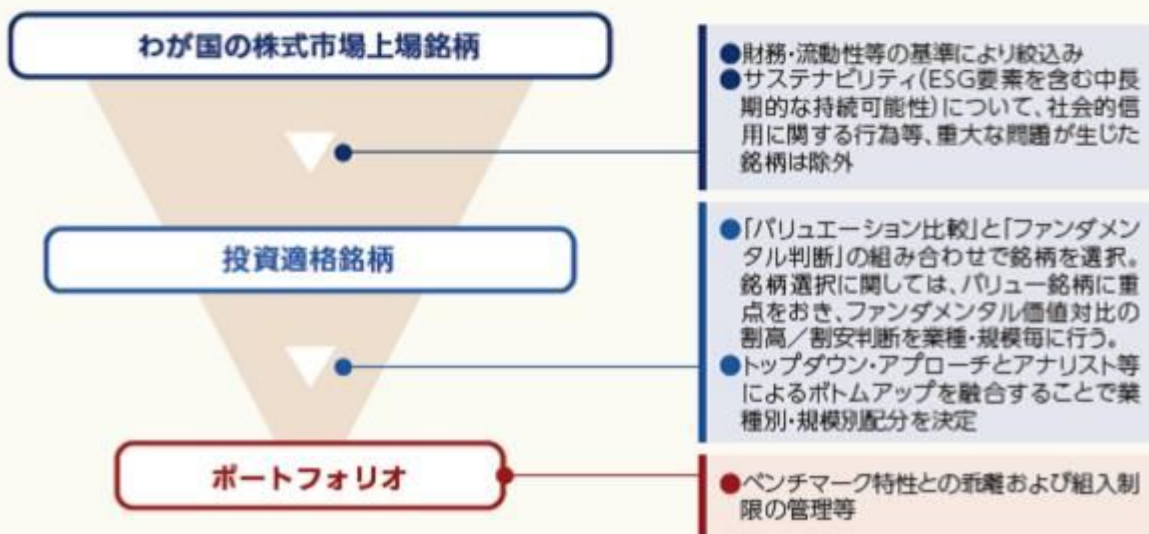 わが国の株式市場上場銘柄
●財務・流動性等の基準により絞込み
●サステナビリティ(ESG要素を含む中長
期的な持続可能性)について、社会的信
用に関する行為等、重大な問題が生じた
銘柄は除外
投資適格銘柄
●「バリュエーション比較」と「ファンダメン
タル判断」の組み合わせで銘柄を選択。
銘柄選択に関しては、バリュー銘柄に重
点をおき、ファンダメンタル価値対比の
割高／割安判断を業種・規模毎に行う。
●トップダウン・アプローチとアナリスト等
によるボトムアップを融合することで業
種別・規模別配分を決定
ポートフォリオ
●ベンチマーク特性との乖離および組入制
限の管理等